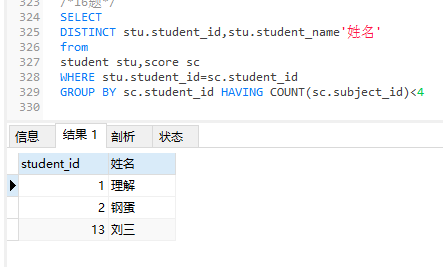 323 /*16题*/
324 SELECT
325 DISTINCT stu.student_id,stu.student_name'姓名'
326 from
327 student stu,score sc
328 WHERE stu.student_id=sc.student_id
329 GROUP BY sc.student_id HAVING COUNT(sc.subject_id)<4
330
信息 结果 1 剖析 状态
student_id 姓名
1 理解
2 钢蛋
13 刘三